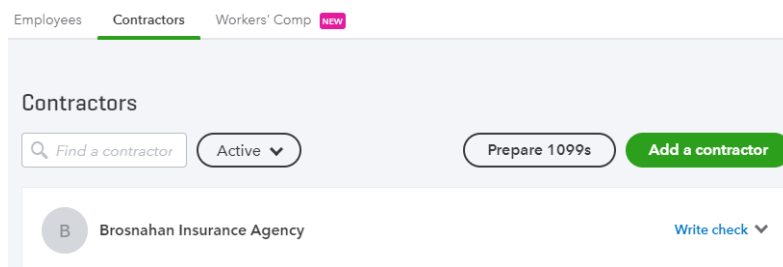 Employees Contractors Workers' Comp NEW
Contractors
Find a contractor Active Prepare 1099s Add a contractor
B Brosnahan Insurance Agency Write check